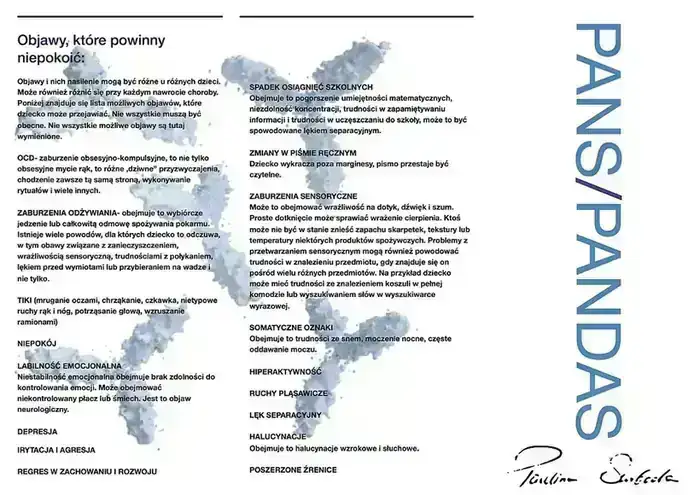 Objawy, które powinny
niepokoić:
Objawy i nich nasilenie mogą być różne u różnych dzieci.
Może również różnić się przy każdym nawrocie choroby.
Poniżej znajduje się lista możliwych objawów, które
dziecko może przejawiać. Nie wszystkie muszą być
obecne. Nie wszystkie możliwe objawy są tutaj
wymienione.
OCD- zaburzenie obsesyjno-kompulsyjne, to nie tylko
obsesyjne mycie rąk, to różne „dziwne" przyzwyczajenia,
chodzenie zawsze tą samą stroną, wykonywanie
rytuałów i wiele innych.
ZABURZENIA ODŻYWIANIA- obejmuje to wybiórcze
jedzenie lub całkowitą odmowę spożywania pokarmu.
Istnieje wiele powodów, dla których dziecko to odczuwa,
w tym obawy związane z zanieczyszczeniem,
wrażliwością sensoryczną, trudnościami z połykaniem,
lękiem przed wymiotami lub przybieraniem na wadze i
nie tylko.
TIKI (mruganie oczami, chrząkanie, czkawka, nietypowe
ruchy rąk i nóg, potrząsanie głową, wzruszanie
ramionami)
NIEPOKÓJ
LABILNOŚĆ EMOCJONALNA
Niestabilność emocjonalna obejmuje brak zdolności do
kontrolowania emocji. Może obejmować
niekontrolowany płacz lub śmiech. Jest to objaw
neurologiczny.
DEPRESJA
IRYTACJA I AGRESJA
REGRES W ZACHOWANIU I ROZWOJU
SPADEK OSIĄGNIĘĆ SZKOLNYCH
Obejmuje to pogorszenie umiejętności matematycznych,
niezdolność koncentracji, trudności w zapamiętywaniu
informacji i trudności w uczęszczaniu do szkoły, może to być
spowodowane lękiem separacyjnym.
ZMIANY W PIŚMIE RĘCZNYM
Dziecko wykracza poza marginesy, pismo przestaje być
czytelne.
ZABURZENIA SENSORYCZNE
Może to obejmować wrażliwość na dotyk, dźwięk i szum.
Proste dotknięcie może sprawiać wrażenie cierpienia. Ktoś
może nie być w stanie znieść zapachu skarpetek, tekstury lub
temperatury niektórych produktów spożywczych. Problemy z
przetwarzaniem sensorycznym mogą również powodować
trudności w znalezieniu przedmiotu, gdy znajduje się on
pośród wielu różnych przedmiotów. Na przykład dziecko
może mieć trudności ze znalezieniem koszuli w pełnej
komodzie lub wyszukiwaniem słów w wyszukiwarce
wyrazowej.
SOMATYCZNE OZNAKI
Obejmuje to trudności ze snem, moczenie nocne, częste
oddawanie moczu.
HIPERAKTYWNOŚĆ
RUCHY PLĄSAWICZE
LĘK SEPARACYJNY
HALUCYNACJE
Obejmuje to halucynacje wzrokowe i słuchowe.
POSZERZONE ŹRENICE
PANS/PANDAS
Paulina